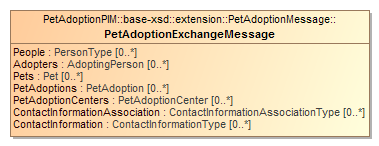 PetAdoptionPIM::base-xsd::extension::PetAdoptionMessage::
PetAdoptionExchangeMessage
People : PersonType [0..*]
Adopters : AdoptingPerson [0..*]
Pets : Pet [0..*]
PetAdoptions : PetAdoption [0..*]
PetAdoptionCenters : PetAdoptionCenter [0..*]
ContactInformationAssociation : ContactInformationAssociationType [0..*]
ContactInformation : ContactInformationType [0..*]